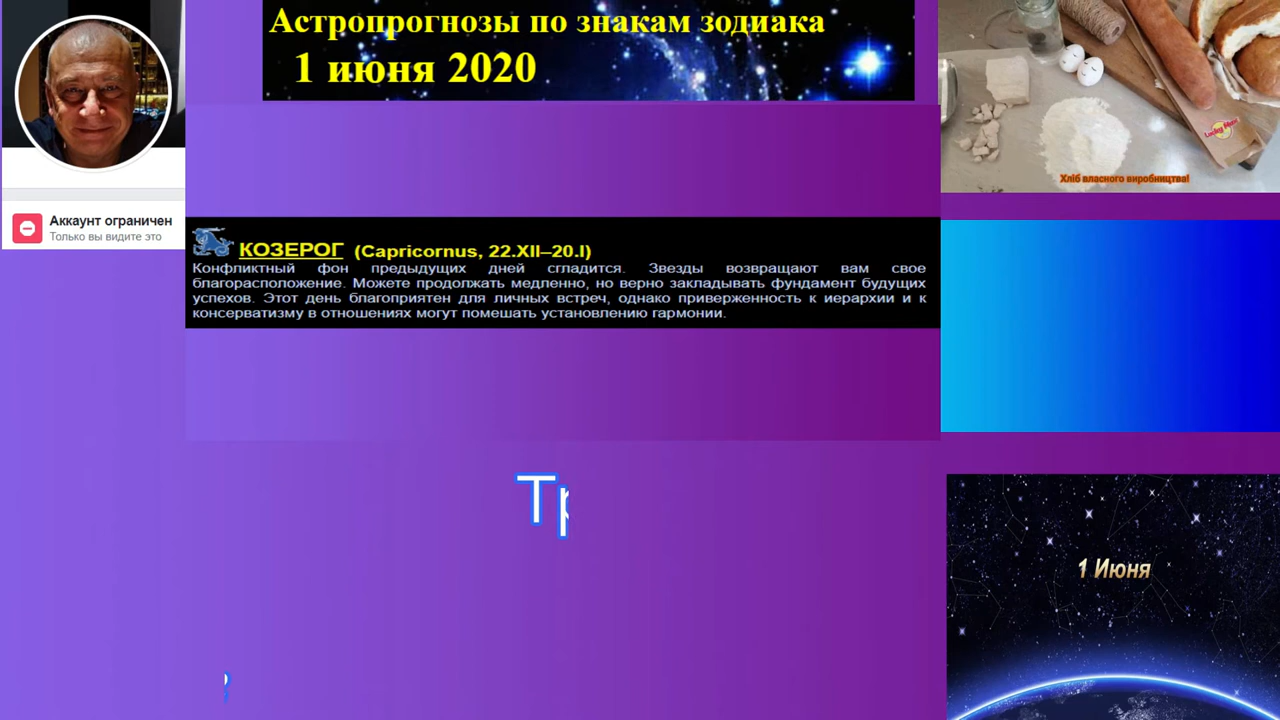 Астропрогнозы по знакам зодиака
1 июня 2020
Хліб власного виробництва!
Аккаунт ограничен
Только вы видите это
КОЗЕРОГ (Capricornus, 22.XII–20.I)
Конфликтный фон предыдущих дней сгладится. Звезды возвращают вам свое
благорасположение. Можете продолжать медленно, но верно закладывать фундамент будущих
успехов. Этот день благоприятен для личных встреч, однако приверженность к иерархии и к
консерватизму в отношениях могут помешать установлению гармонии.
Тр
1 Июня